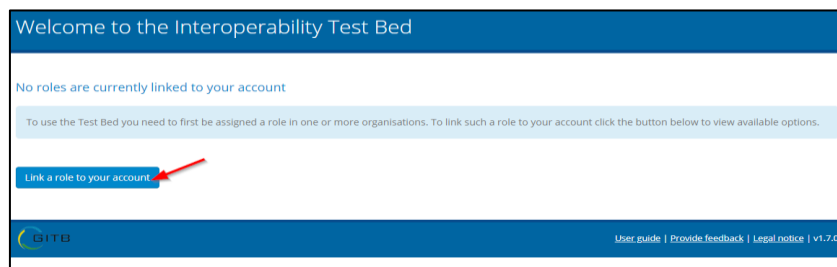 Welcome to the Interoperability Test Bed
No roles are currently linked to your account
To use the Test Bed you need to first be assigned a role in one or more organisations. To link such a role to your account click the button below to view available options.
Link a role to your account
GITB
User guide | Provide feedback | Legal notice | v1.7.0